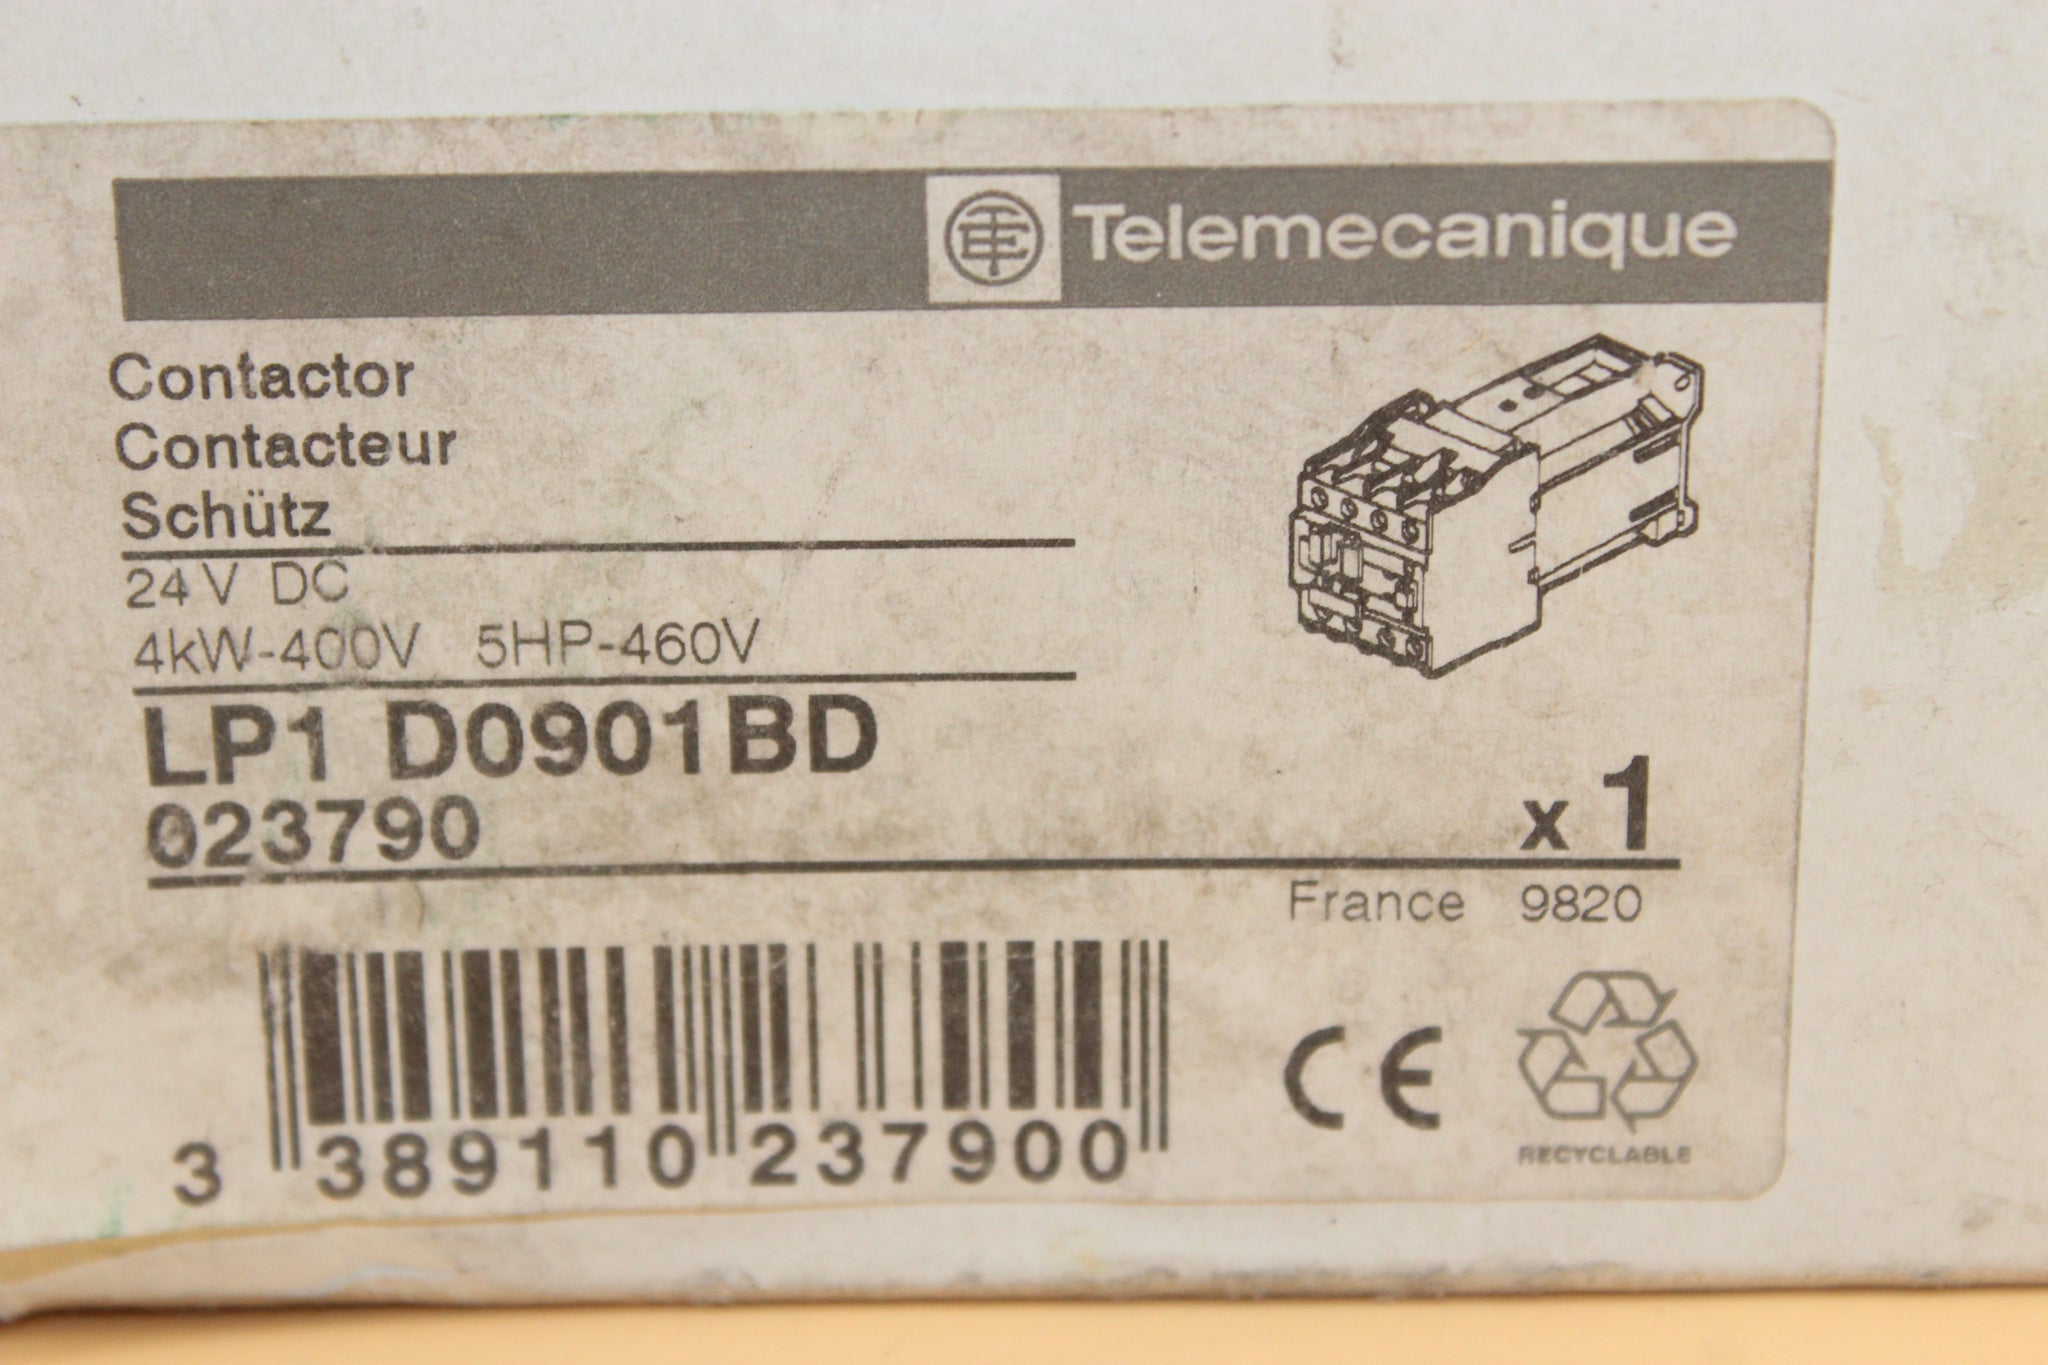 Telemecanique
Contactor
Contacteur
Schütz
24 V DC
4kW-400V 5HP-460V
LP1 D0901BD
023790
x 1
France 9820
3 389110 237900
CE
RECYCLABLE